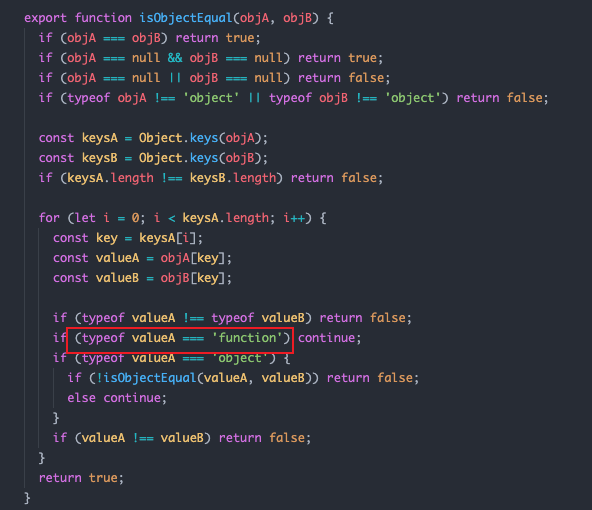 export function isObjectEqual(objA, objB) {
if (objA === objB) return true;
if (objA === null && objB === null) return true;
if (objA === null || objB === null) return false;
if (typeof objA !== 'object' || typeof objB !== 'object') return false;
const keysA = Object.keys(objA);
const keysB = Object.keys(objB);
if (keysA.length !== keysB.length) return false;
for (let i = 0; i < keysA.length; i++) {
const key = keysA[i];
const valueA = objA[key];
const valueB = objB[key];
if (typeof valueA !== typeof valueB) return false;
if (typeof valueA === 'function') continue;
if (typeof valueA === 'object') {
if (!isObjectEqual(valueA, valueB)) return false;
else continue;
}
if (valueA !== valueB) return false;
}
return true;
}